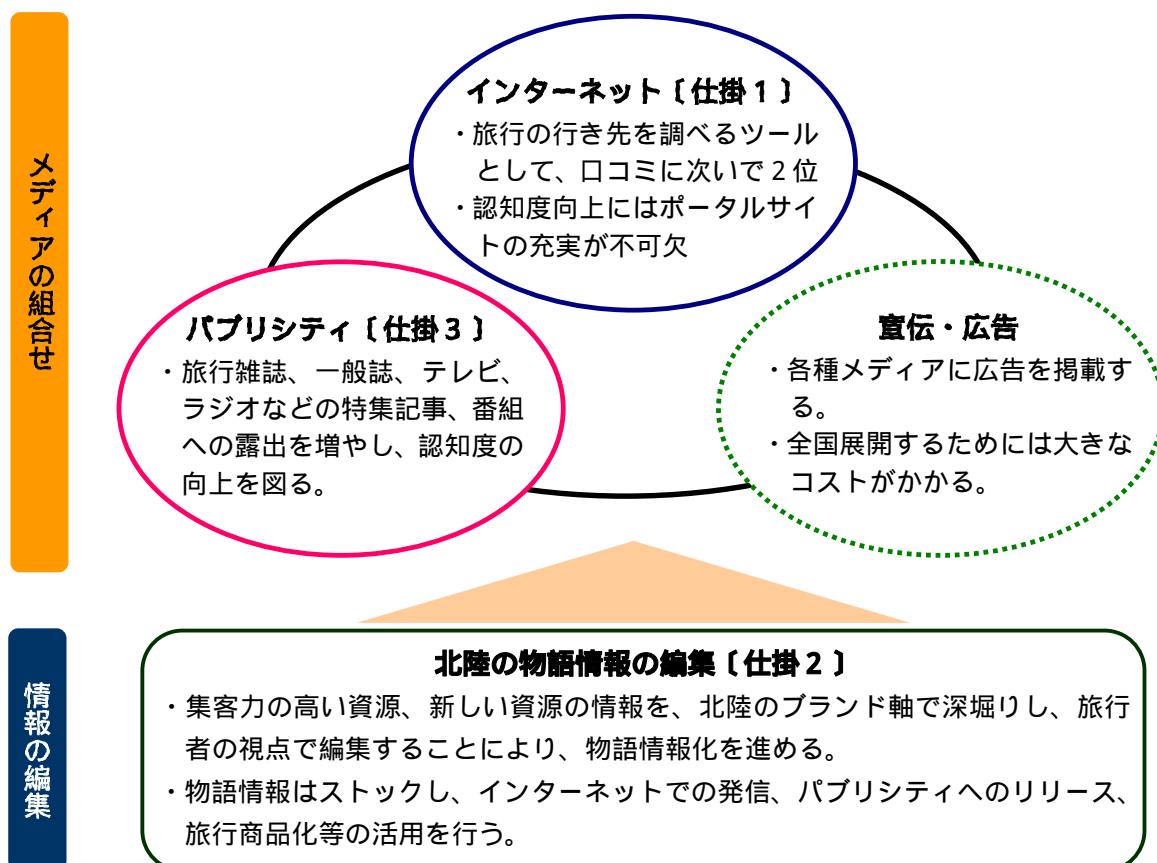 メディアの組合せ
インターネット〔仕掛1〕
・旅行の行き先を調べるツール
として、口コミに次いで2位
・認知度向上にはポータルサイ
トの充実が不可欠
パブリシティ〔仕掛3〕
・旅行雑誌、一般誌、テレビ、
ラジオなどの特集記事、番組
への露出を増やし、認知度の
向上を図る。
宣伝・広告
・各種メディアに広告を掲載す
る。
・全国展開するためには大きな
コストがかかる。
情報の編集
北陸の物語情報の編集〔仕掛2〕
・集客力の高い資源、新しい資源の情報を、北陸のブランド軸で深堀りし、旅行
者の視点で編集することにより、物語情報化を進める。
・物語情報はストックし、インターネットでの発信、パブリシティへのリリース、
旅行商品化等の活用を行う。